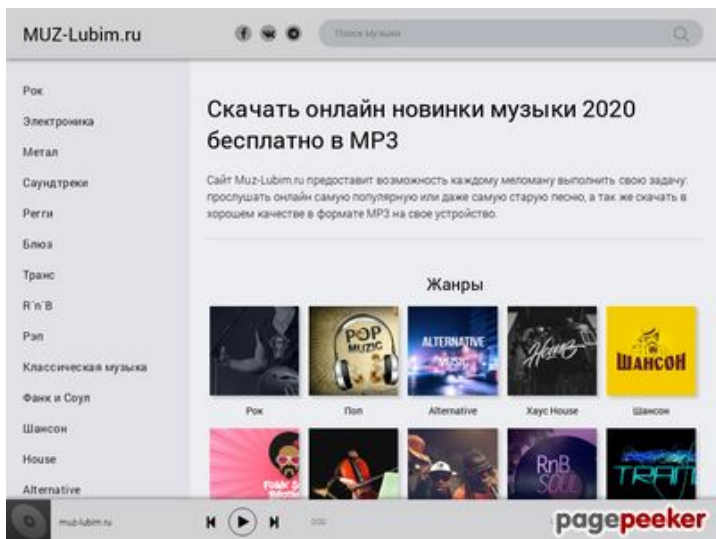 MUZ-Lubim.ru
Поиск музыки
Рок
Электроника
Метал
Саундтреки
Регги
Блюз
Транс
R`n`B
Рэп
Классическая музыка
Фанк и Соул
Шансон
House
Alternative
Скачать онлайн новинки музыки 2020
бесплатно в MP3
Сайт Muz-Lubim.ru предоставит возможность каждому меломану выполнить свою задачу:
прослушать онлайн самую популярную или даже самую старую песню, а так же скачать в
хорошем качестве в формате MP3 на свое устройство.
Жанры
POP
MUZIC
ALTERNATIVE
MUSIC
House
ШАНСОН
Рок
Поп
Alternative
Хаус House
Шансон
RnB
SOUL
muz-lubim.ru
0:00
pagepeeker